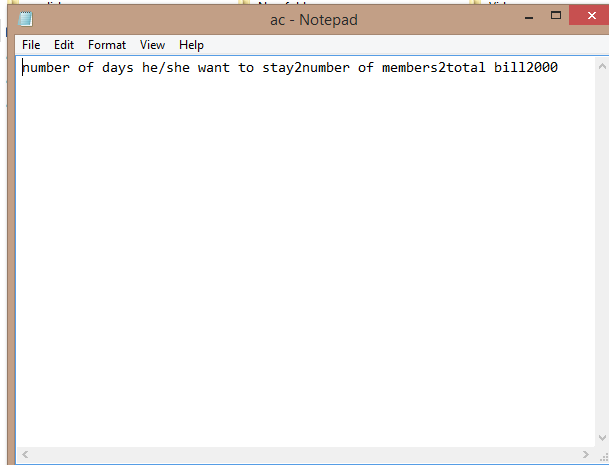 ac - Notepad
File Edit Format View Help
number of days he/she want to stay2number of members2total bill2000